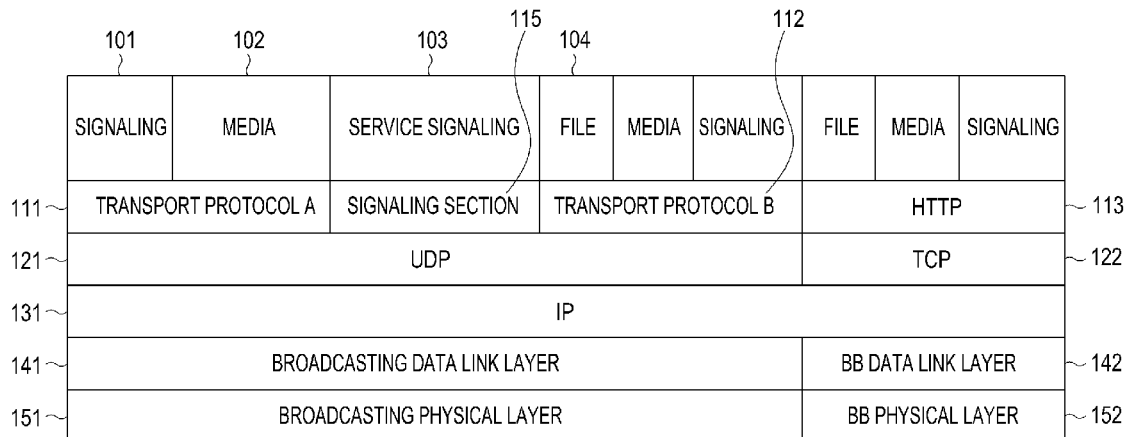 115 112
101 102 103 104
SIGNALING MEDIA SERVICE SIGNALING FILE MEDIA SIGNALING FILE MEDIA SIGNALING
111 TRANSPORT PROTOCOL A SIGNALING SECTION TRANSPORT PROTOCOL B HTTP 113
121 UDP TCP 122
131 IP
141 BROADCASTING DATA LINK LAYER BB DATA LINK LAYER 142
151 BROADCASTING PHYSICAL LAYER BB PHYSICAL LAYER 152